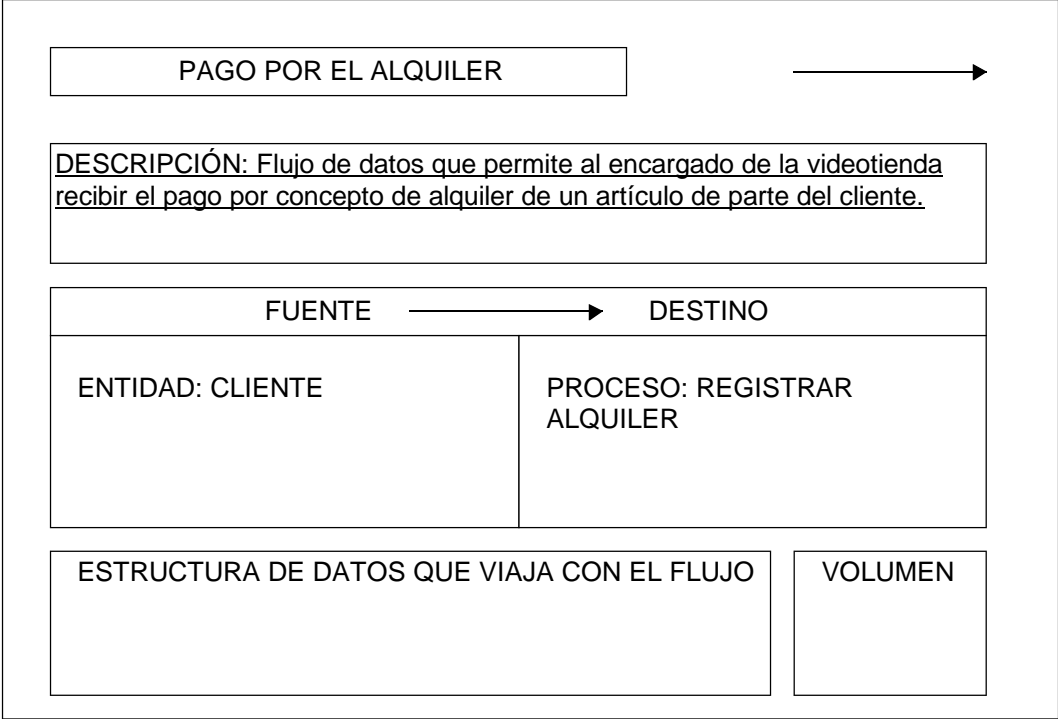 PAGO POR EL ALQUILER
DESCRIPCIÓN: Flujo de datos que permite al encargado de la videotienda
recibir el pago por concepto de alquiler de un artículo de parte del cliente.
FUENTE DESTINO
ENTIDAD: CLIENTE
PROCESO: REGISTRAR
ALQUILER
ESTRUCTURA DE DATOS QUE VIAJA CON EL FLUJO
VOLUMEN